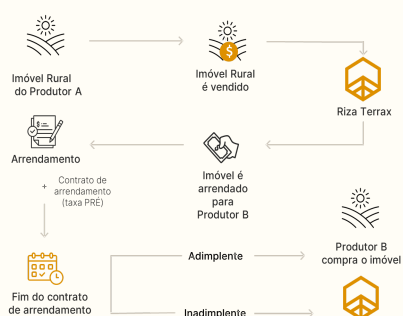 Imóvel Rural
do Produtor A
Imóvel Rural
é vendido
$
Riza Terrax
Arrendamento
+ Contrato de
arrendamento
(taxa PRÉ)
Imóvel é
arrendado
para
Produtor B
Produtor B
compra o imóvel
Adimplente
Fim do contrato
de arrendamento
Inadimplente